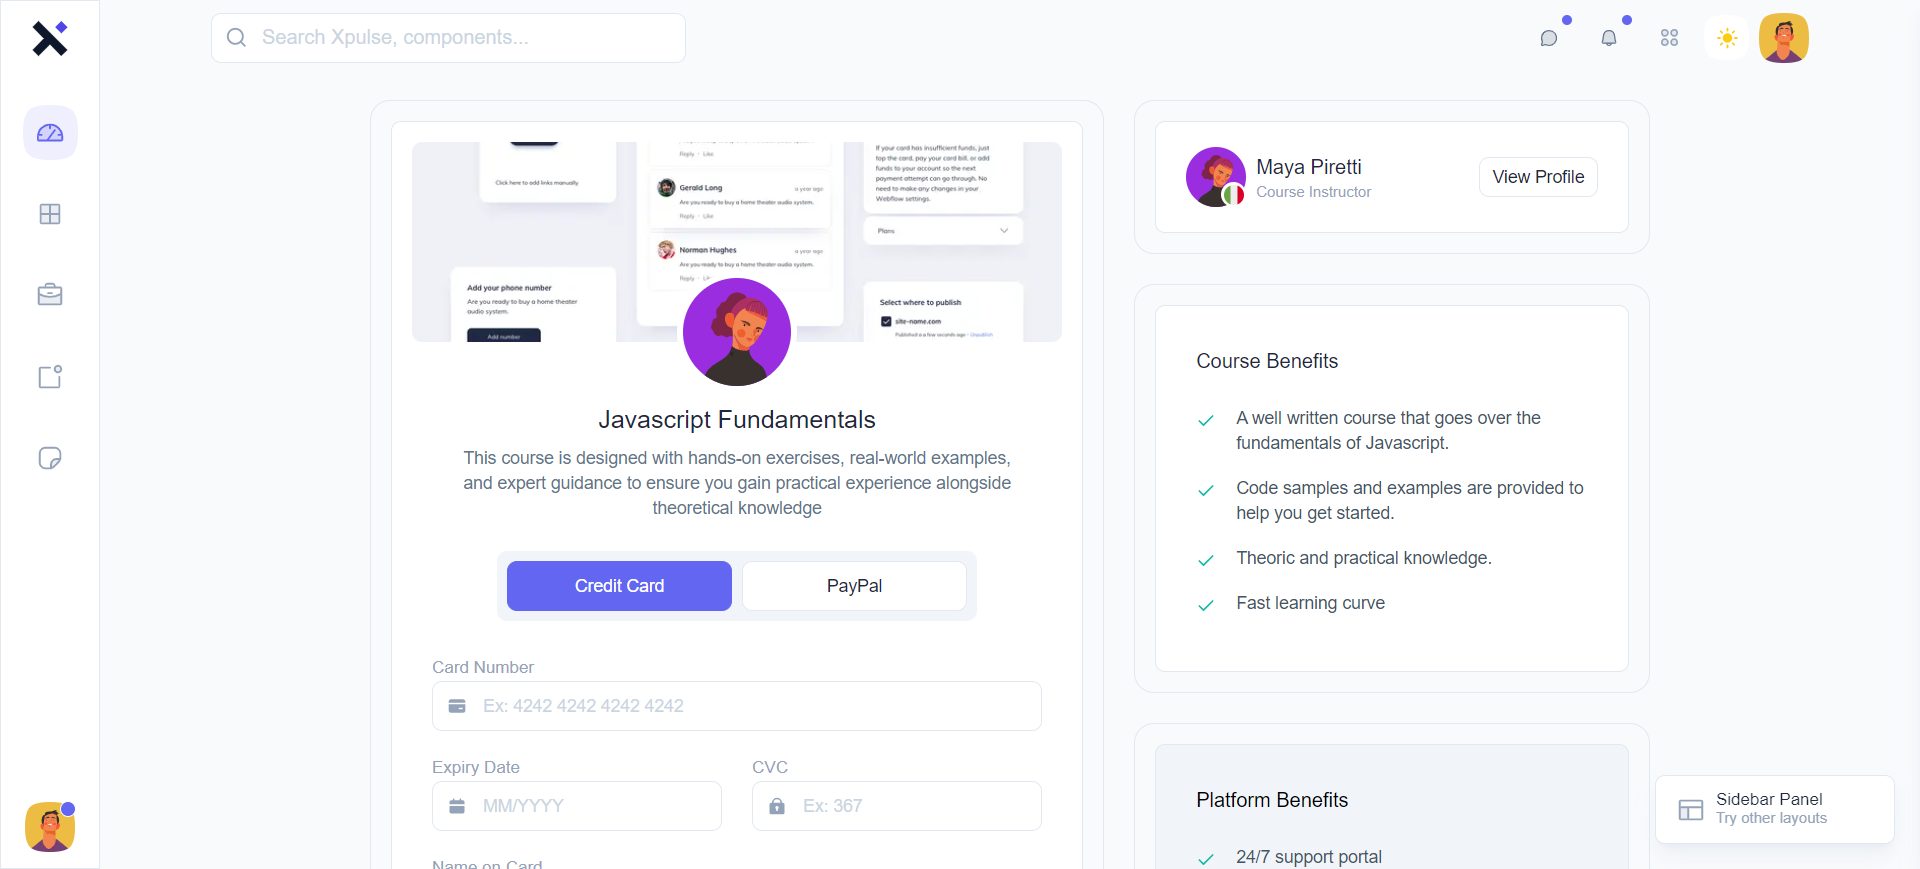 Search Xpulse, components...
Click here to add links manually.
Reply · Like
Gerald Long
a year ago
Are you ready to buy a home theater audio system.
Reply · Like
Norman Hughes
a year ago
Are you ready to buy a home theater audio system.
Reply
If your card has insufficient funds, just
top the card, pay your card bill, or add
funds to your account so the next
payment attempt can go through. No
need to make any changes in your
Webflow settings.
Plans
Add your phone number
Are you ready to buy a home theater
audio system.
Add number
Select where to publish
site-name.com
Published a a few seconds ago · Unpublish
Javascript Fundamentals
This course is designed with hands-on exercises, real-world examples,
and expert guidance to ensure you gain practical experience alongside
theoretical knowledge
Credit Card
PayPal
Card Number
Ex: 4242 4242 4242 4242
Expiry Date
MM/YYYY
CVC
Ex: 367
Name on Card
Maya Piretti
Course Instructor
View Profile
Course Benefits
A well written course that goes over the
fundamentals of Javascript.
Code samples and examples are provided to
help you get started.
Theoric and practical knowledge.
Fast learning curve
Platform Benefits
24/7 support portal
Sidebar Panel
Try other layouts